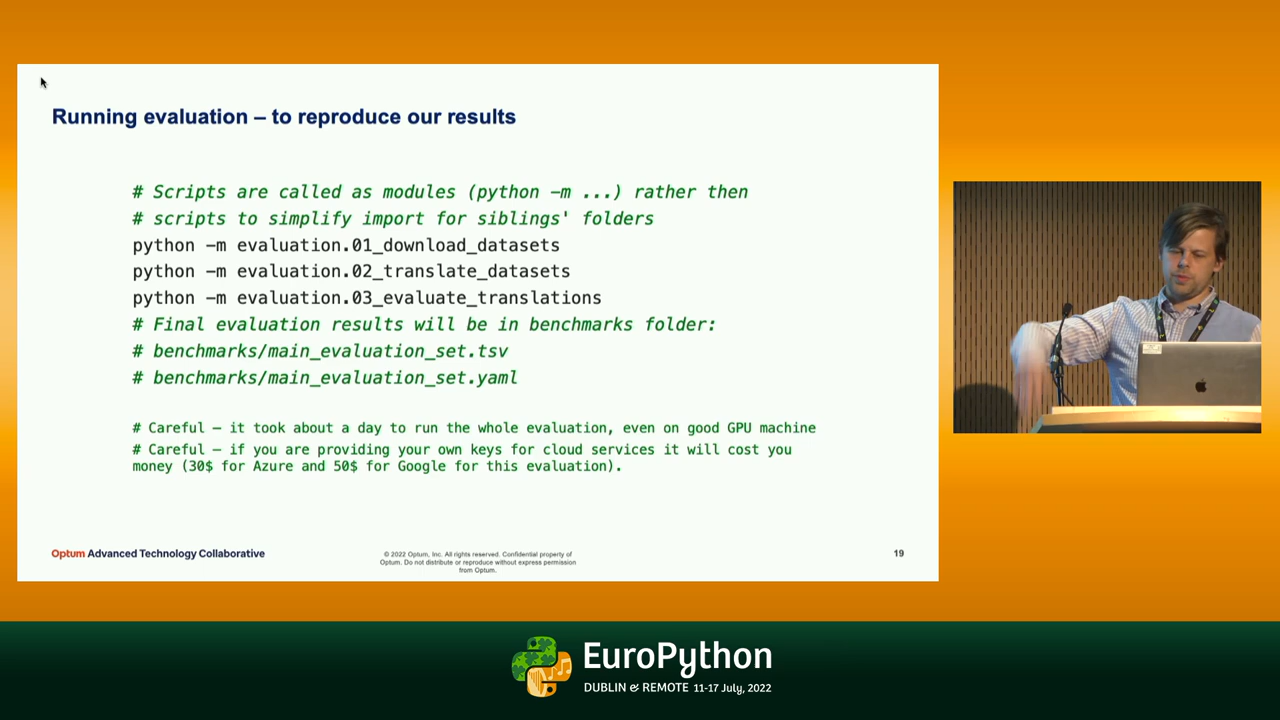 Running evaluation – to reproduce our results
# Scripts are called as modules (python -m ...) rather then
# scripts to simplify import for siblings' folders
python -m evaluation.01_download_datasets
python -m evaluation.02_translate_datasets
python -m evaluation.03_evaluate_translations
# Final evaluation results will be in benchmarks folder:
# benchmarks/main_evaluation_set.tsv
# benchmarks/main_evaluation_set.yaml
# Careful – it took about a day to run the whole evaluation, even on good GPU machine
# Careful – if you are providing your own keys for cloud services it will cost you
money (30$ for Azure and 50$ for Google for this evaluation).
Optum Advanced Technology Collaborative
© 2022 Optum, Inc. All rights reserved. Confidential property of
Optum. Do not distribute or reproduce without express permission
from Optum.
19
EuroPython
DUBLIN & REMOTE 11-17 July, 2022